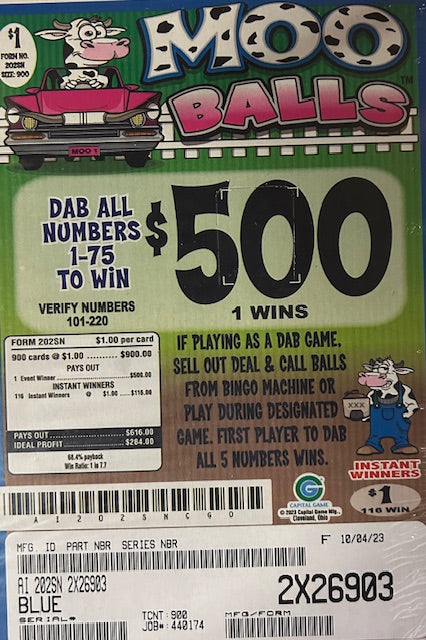 $1
FORM NO.
202SN
SIZE: 900
MOO
BALLS™
MOO 1
DAB ALL
NUMBERS
1-75
TO WIN
$500
1 WINS
VERIFY NUMBERS
101-220
FORM 202SN $1.00 per card
900 cards @ $1.00 ......... $900.00
PAYS OUT
1 Event Winner ......... $500.00
INSTANT WINNERS
116 Instant Winners @ $1.00 .... $116.00
PAYS OUT ......... $616.00
IDEAL PROFIT ......... $284.00
68.4% payback
Win Ratio: 1 in 7.7
IF PLAYING AS A DAB GAME,
SELL OUT DEAL & CALL BALLS
FROM BINGO MACHINE OR
PLAY DURING DESIGNATED
GAME. FIRST PLAYER TO DAB
ALL 5 NUMBERS WINS.
XXX
INSTANT
WINNERS
$1
116 WIN
CAPITAL GAME
© 2023 Capital Game Mfg.,
Cleveland, Ohio
A12025NCGO
MFG. ID PART NBR SERIES NBR F 10/04/23
AI 202SN 2X26903
BLUE
2X26903
SERIAL#
TCNT: 900
JOB#: 440174
MFG/FORM